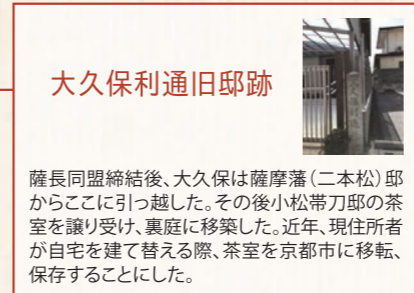 大久保利通旧邸跡
薩長同盟締結後、大久保は薩摩藩（二本松）邸
からここに引っ越した。その後小松帯刀邸の茶
室を譲り受け、裏庭に移築した。近年、現住所者
が自宅を建て替える際、茶室を京都市に移転、
保存することにした。